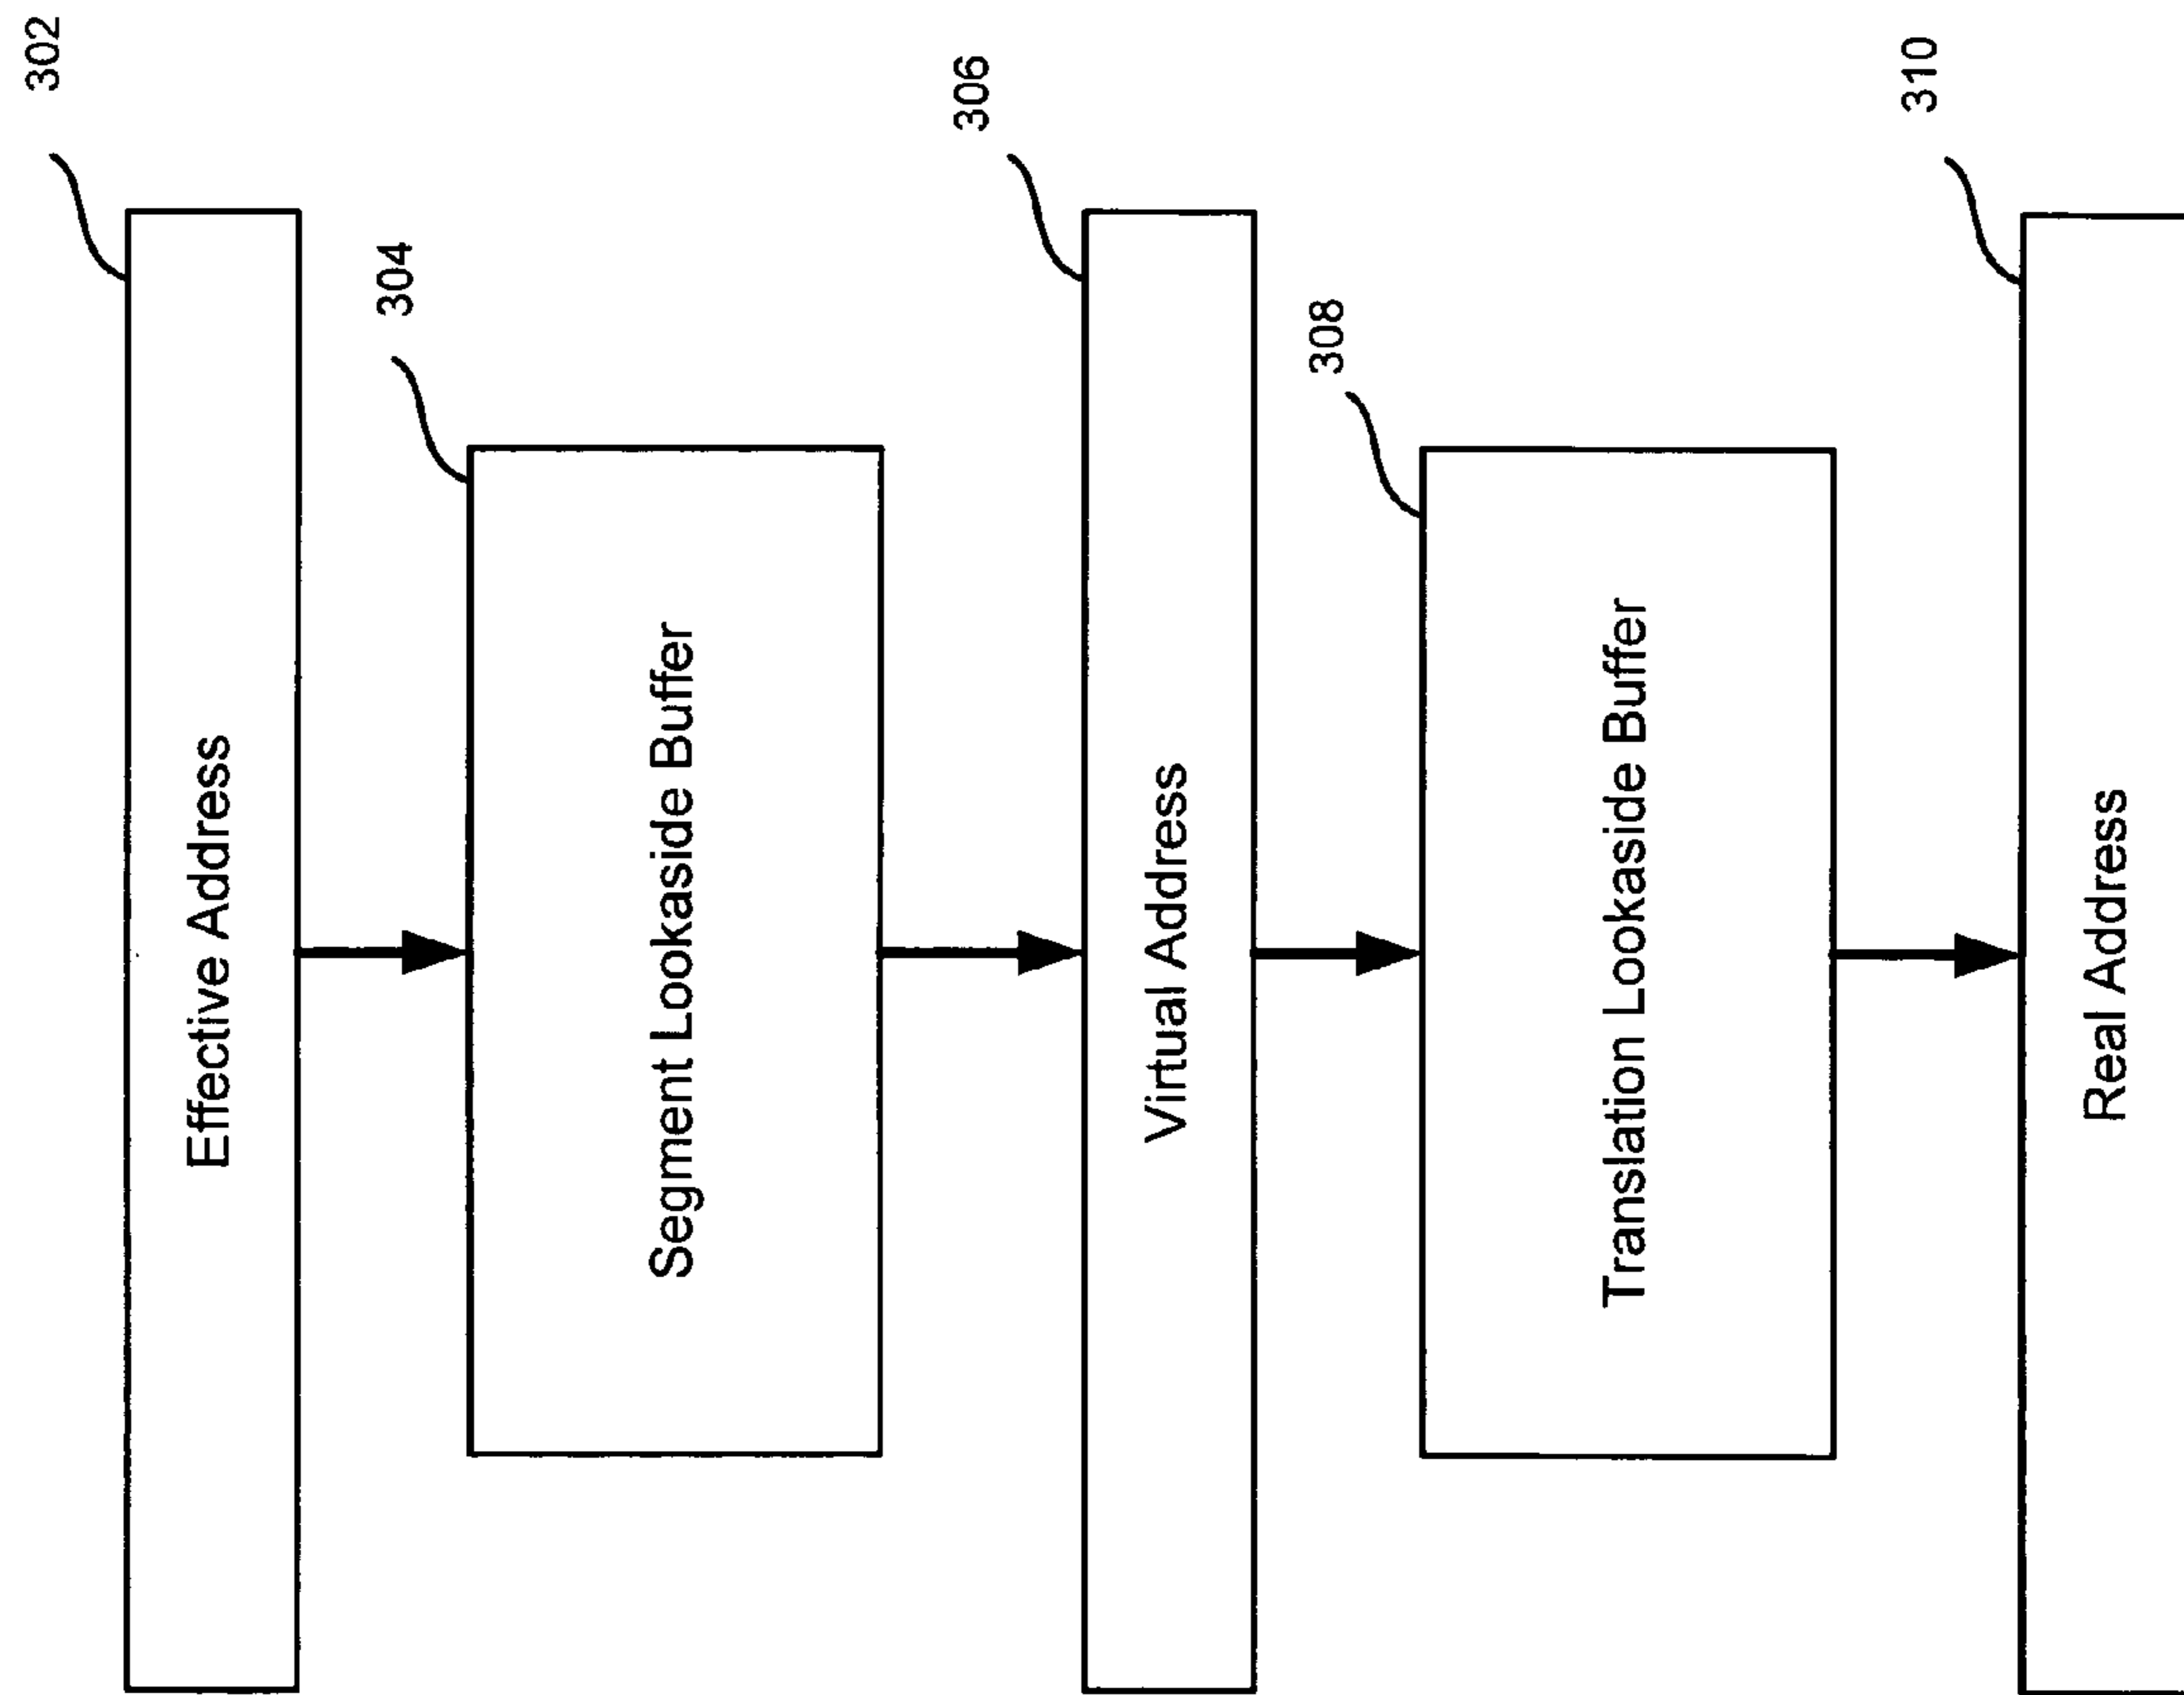 302
Effective Address
304
Segment Lookaside Buffer
306
Virtual Address
308
Translation Lookaside Buffer
310
Real Address